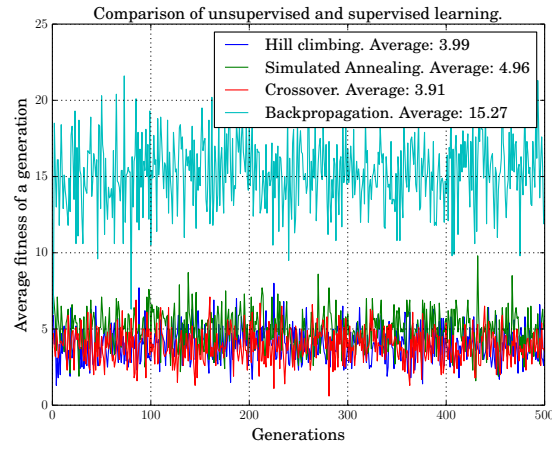 Comparison of unsupervised and supervised learning.
25
20
15
10
5
0
Average fitness of a generation
Hill climbing. Average: 3.99
Simulated Annealing. Average: 4.96
Crossover. Average: 3.91
Backpropagation. Average: 15.27
0 100 200 300 400 500
Generations